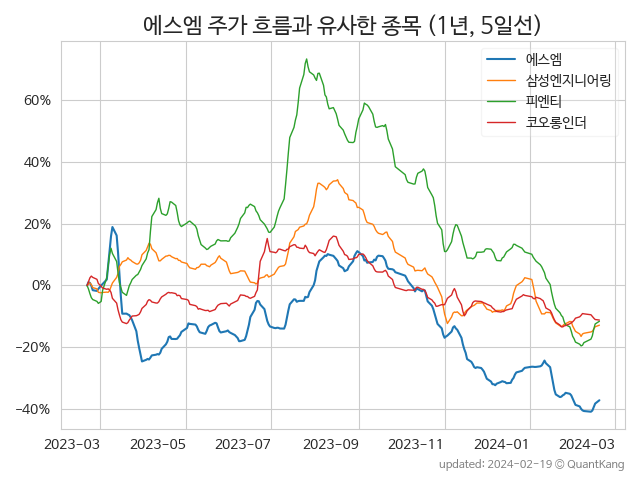 에스엠 주가 흐름과 유사한 종목 (1년, 5일선)
에스엠
삼성엔지니어링
피엔티
코오롱인더
60%
40%
20%
0%
−20%
−40%
2023-03 2023-05 2023-07 2023-09 2023-11 2024-01 2024-03
updated: 2024-02-19 © QuantKang